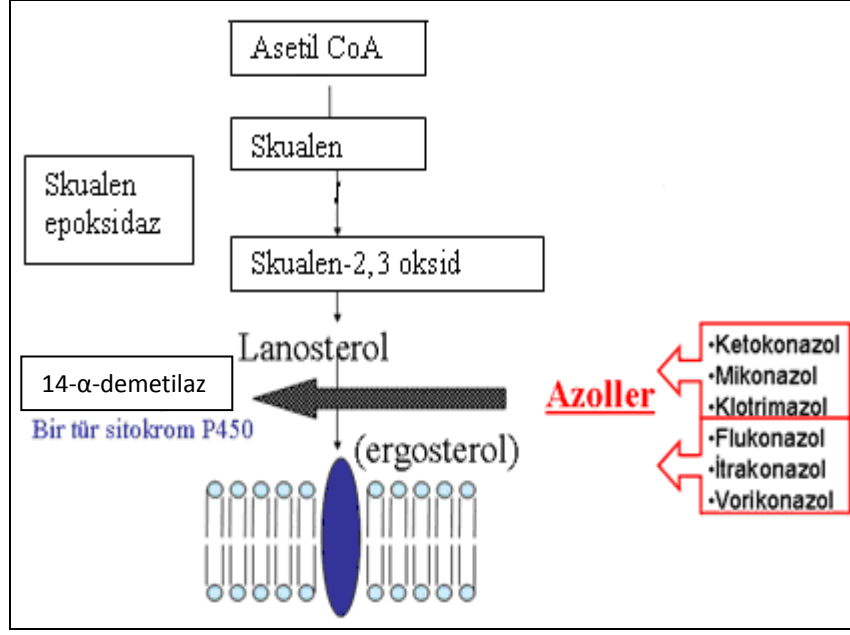 Asetil CoA
Skualen
Skualen
epoksidaz
Skualen-2,3 oksid
Lanosterol
14-α-demetilaz
Bir tür sitokrom P450
(ergosterol)
Azoller
•Ketokonazol
•Mikonazol
•Klotrimazol
•Flukonazol
•İtrakonazol
•Vorikonazol